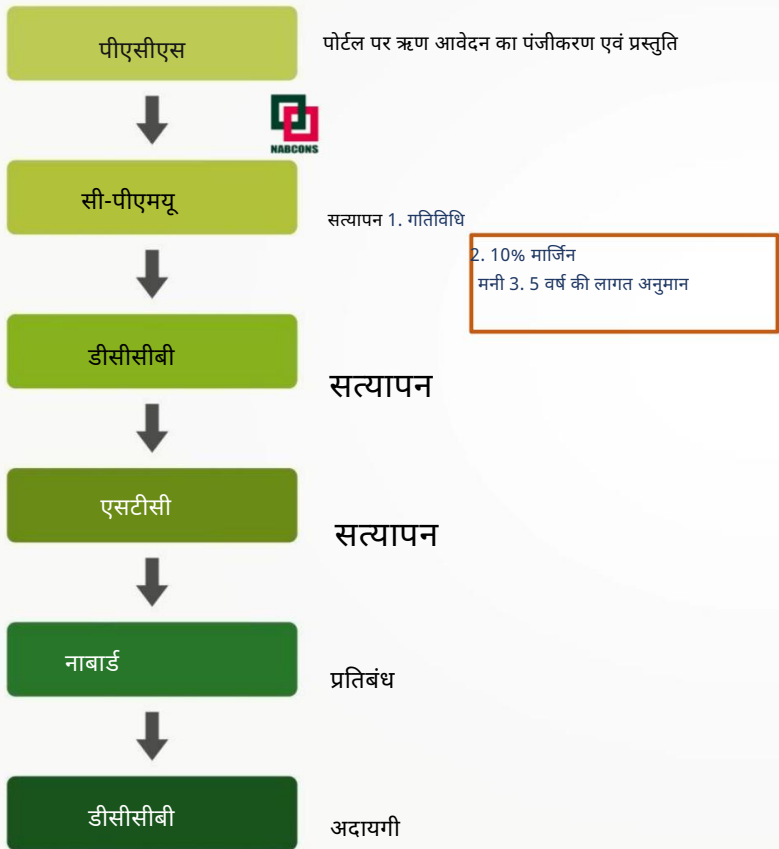 पीएसीएस
पोर्टल पर ऋण आवेदन का पंजीकरण एवं प्रस्तुति
NABCONS
सी-पीएमयू
सत्यापन 1. गतिविधि
2. 10% मार्जिन
मनी 3. 5 वर्ष की लागत अनुमान
डीसीसीबी
सत्यापन
एसटीसी
सत्यापन
नाबार्ड
प्रतिबंध
डीसीसीबी
अदायगी